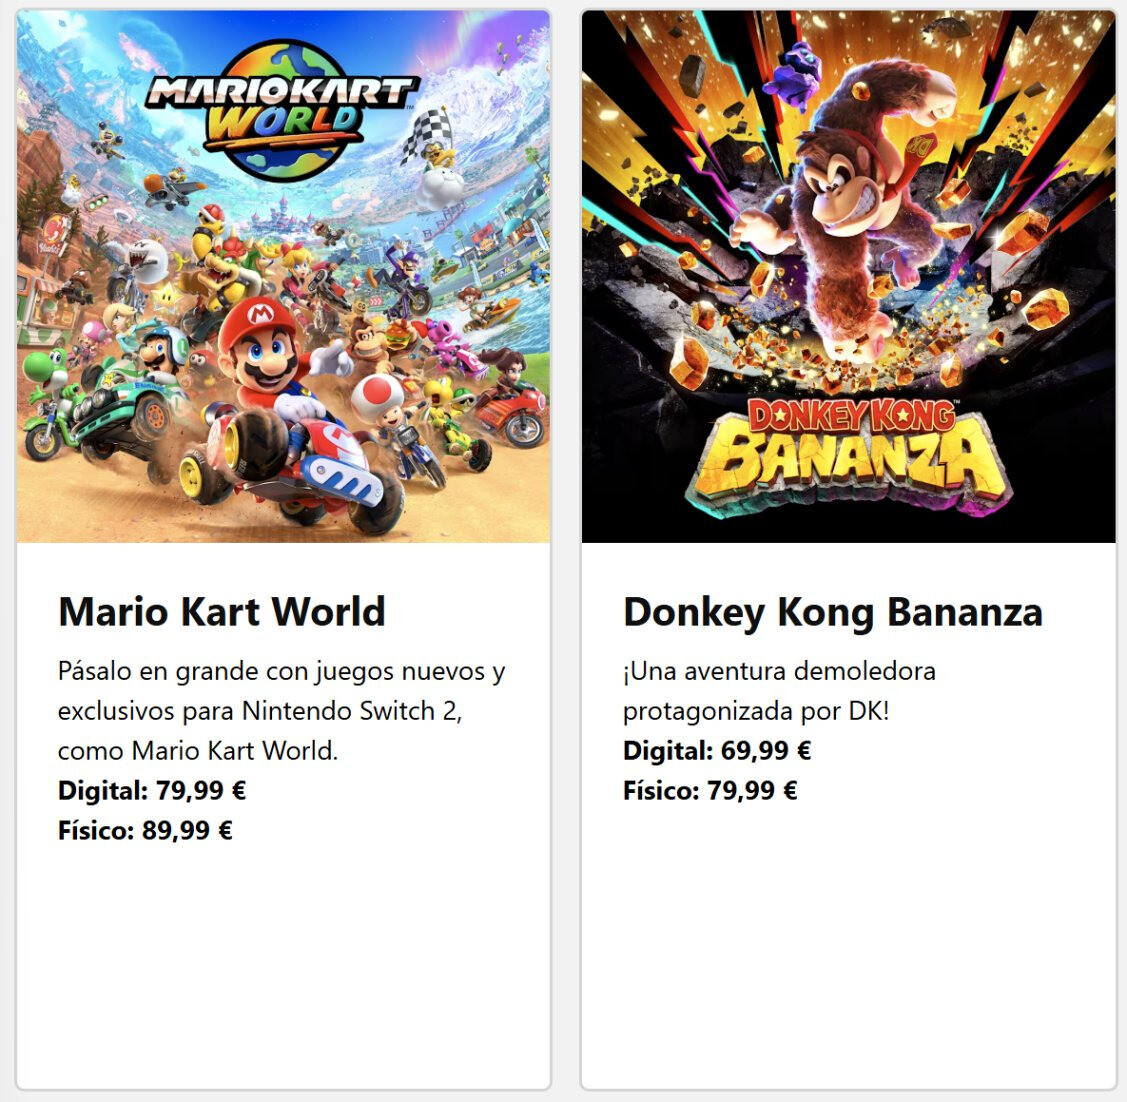 MARIOKART
WORLD
Mario Kart World
Pásalo en grande con juegos nuevos y
exclusivos para Nintendo Switch 2,
como Mario Kart World.
Digital: 79,99 €
Físico: 89,99 €
DK
DONKEY KONG
BANANZA
Donkey Kong Bananza
¡Una aventura demoledora
protagonizada por DK!
Digital: 69,99 €
Físico: 79,99 €